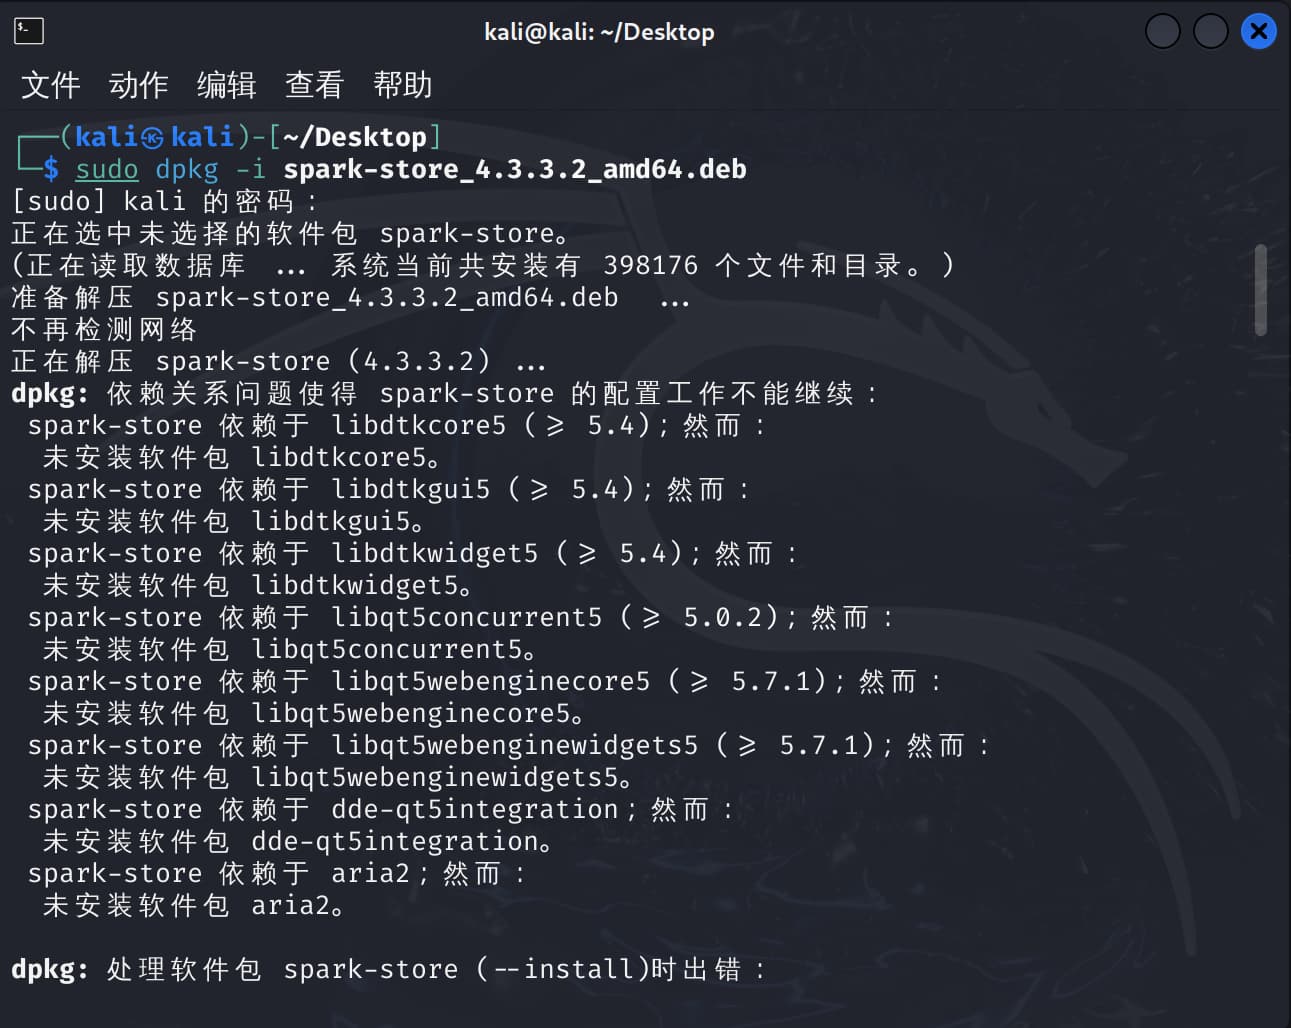 kali@kali: ~/Desktop
文件 动作 编辑 查看 帮助
(kali㉿kali)-[~/Desktop]
$ sudo dpkg -i spark-store_4.3.3.2_amd64.deb
[sudo] kali 的密码：
正在选中未选择的软件包 spark-store。
(正在读取数据库 ... 系统当前共安装有 398176 个文件和目录。)
准备解压 spark-store_4.3.3.2_amd64.deb ...
不再检测网络
正在解压 spark-store (4.3.3.2) ...
dpkg: 依赖关系问题使得 spark-store 的配置工作不能继续：
spark-store 依赖于 libdtkcore5 (>= 5.4)；然而：
未安装软件包 libdtkcore5。
spark-store 依赖于 libdtkgui5 (>= 5.4)；然而：
未安装软件包 libdtkgui5。
spark-store 依赖于 libdtkwidget5 (>= 5.4)；然而：
未安装软件包 libdtkwidget5。
spark-store 依赖于 libqt5concurrent5 (>= 5.0.2)；然而：
未安装软件包 libqt5concurrent5。
spark-store 依赖于 libqt5webenginecore5 (>= 5.7.1)；然而：
未安装软件包 libqt5webenginecore5。
spark-store 依赖于 libqt5webenginewidgets5 (>= 5.7.1)；然而：
未安装软件包 libqt5webenginewidgets5。
spark-store 依赖于 dde-qt5integration；然而：
未安装软件包 dde-qt5integration。
spark-store 依赖于 aria2；然而：
未安装软件包 aria2。
dpkg: 处理软件包 spark-store (--install)时出错：